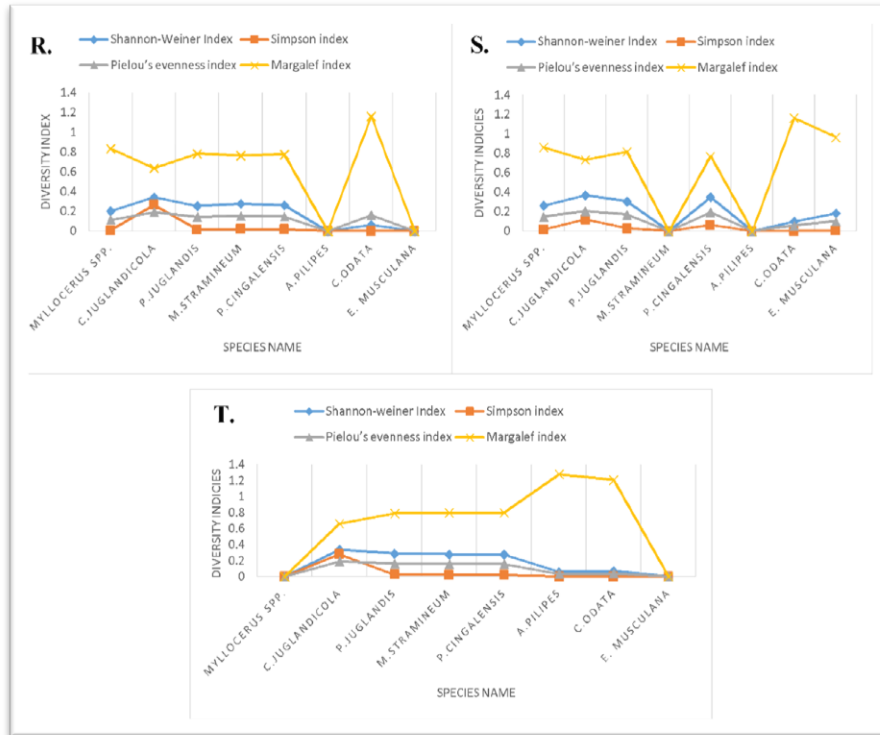 R.
Shannon-Weiner Index Simpson index
Pielou's evenness index Margalef index
DIVERSITY INDEX
1.4
1.2
1
0.8
0.6
0.4
0.2
0
MYLLOCERUS SPP.
C.JUGLANDICOLA
P.JUGLANDIS
M.STRAMINEUM
P.CINGALENSIS
A.PILIPES
C.ODATA
E. MUSCULANA
SPECIES NAME
S.
Shannon-weiner Index Simpson index
Pielou's evenness index Margalef index
DIVERSITY INDICIES
1.4
1.2
1
0.8
0.6
0.4
0.2
0
MYLLOCERUS SPP.
C.JUGLANDICOLA
P.JUGLANDIS
M.STRAMINEUM
P.CINGALENSIS
A.PILIPES
C.ODATA
E. MUSCULANA
SPECIES NAME
T.
Shannon-weiner Index Simpson index
Pielou's evenness index Margalef index
DIVERSITY INDICIES
1.4
1.2
1
0.8
0.6
0.4
0.2
0
MYLLOCERUS SPP.
C.JUGLANDICOLA
P.JUGLANDIS
M.STRAMINEUM
P.CINGALENSIS
A.PILIPES
C.ODATA
E. MUSCULANA
SPECIES NAME